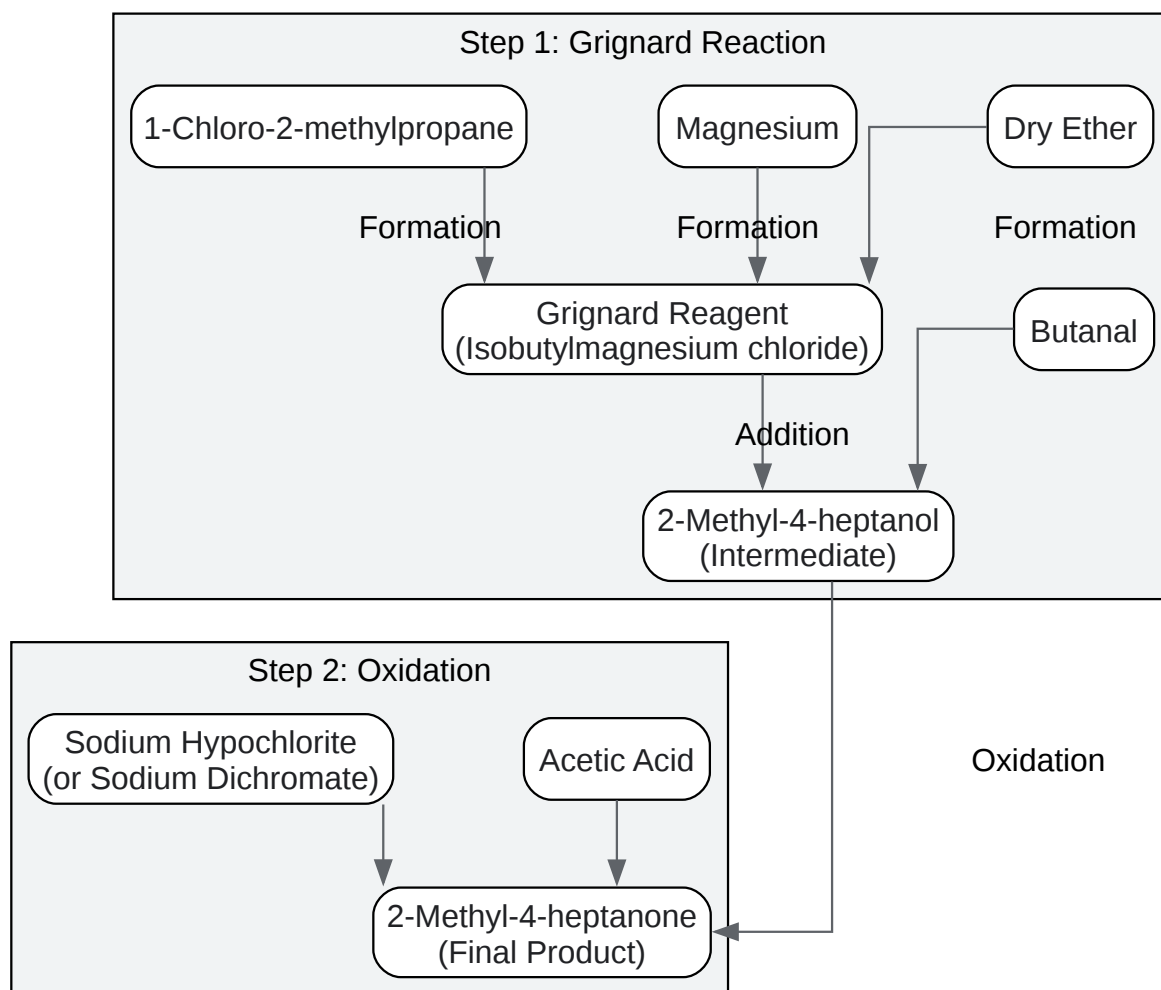 Step 1: Grignard Reaction
1-Chloro-2-methylpropane
Magnesium
Dry Ether
Formation
Formation
Formation
Grignard Reagent
(Isobutylmagnesium chloride)
Butanal
Addition
2-Methyl-4-heptanol
(Intermediate)
Step 2: Oxidation
Sodium Hypochlorite
(or Sodium Dichromate)
Acetic Acid
Oxidation
2-Methyl-4-heptanone
(Final Product)